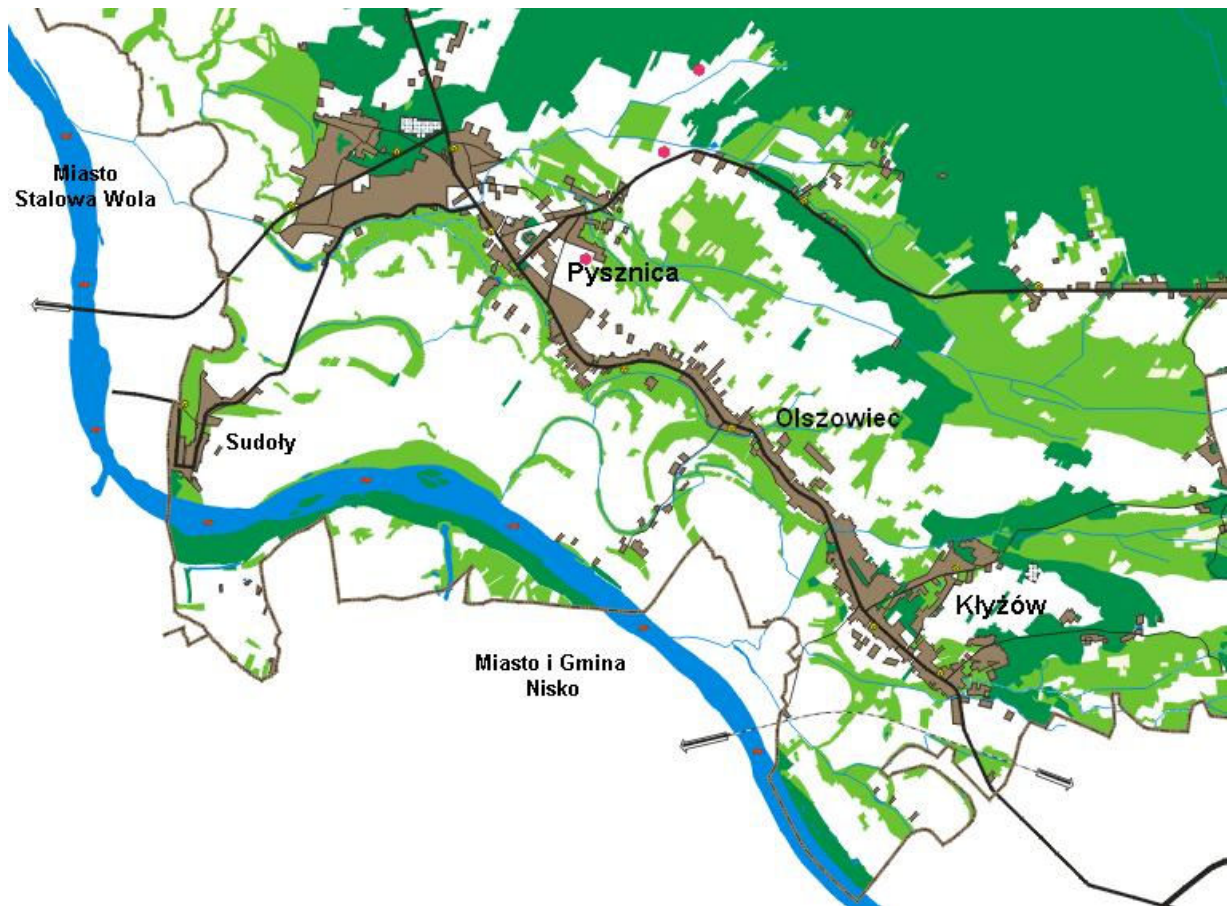 Miasto
Stalowa Wola
Pysznica
Olszowiec
Sudoły
Kłyżów
Miasto i Gmina
Nisko